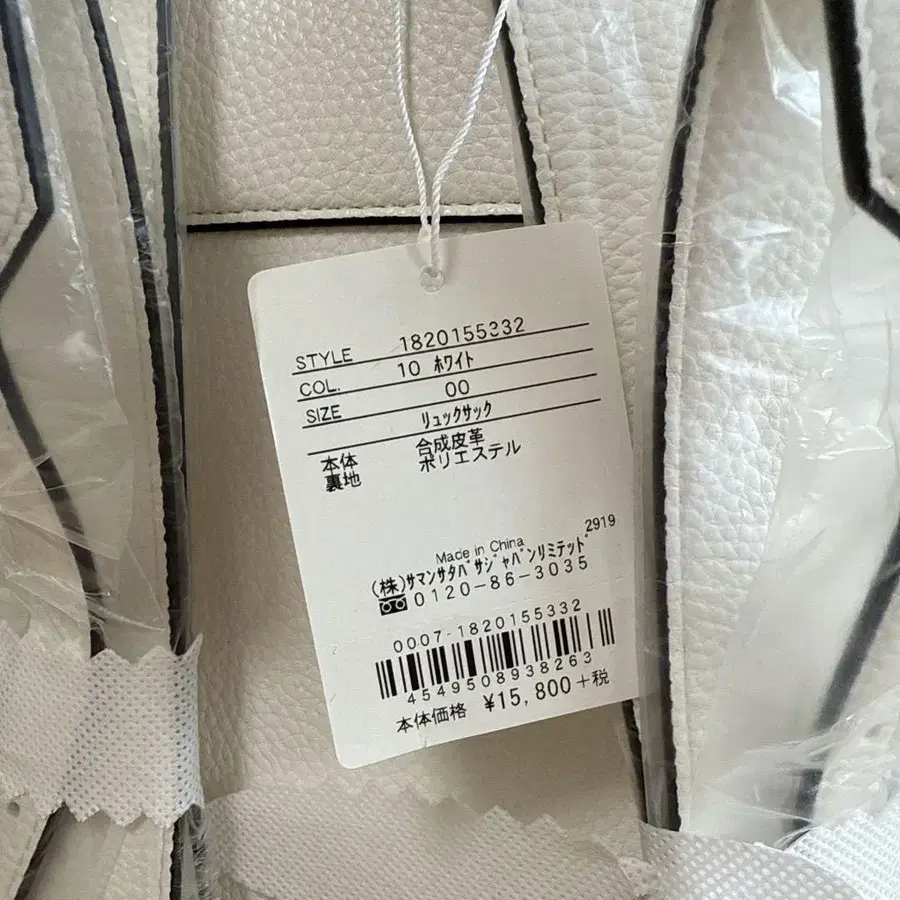 STYLE 1820155332
COL. 10 ホワイト
SIZE 00
リュックサック
本体 合成皮革
裏地 ポリエステル
2919
Made in China
(株)サマンサタバサジャパンリミテッド
0120-86-3035
0007-1820155332
4549508938263
本体価格 ¥15,800+税